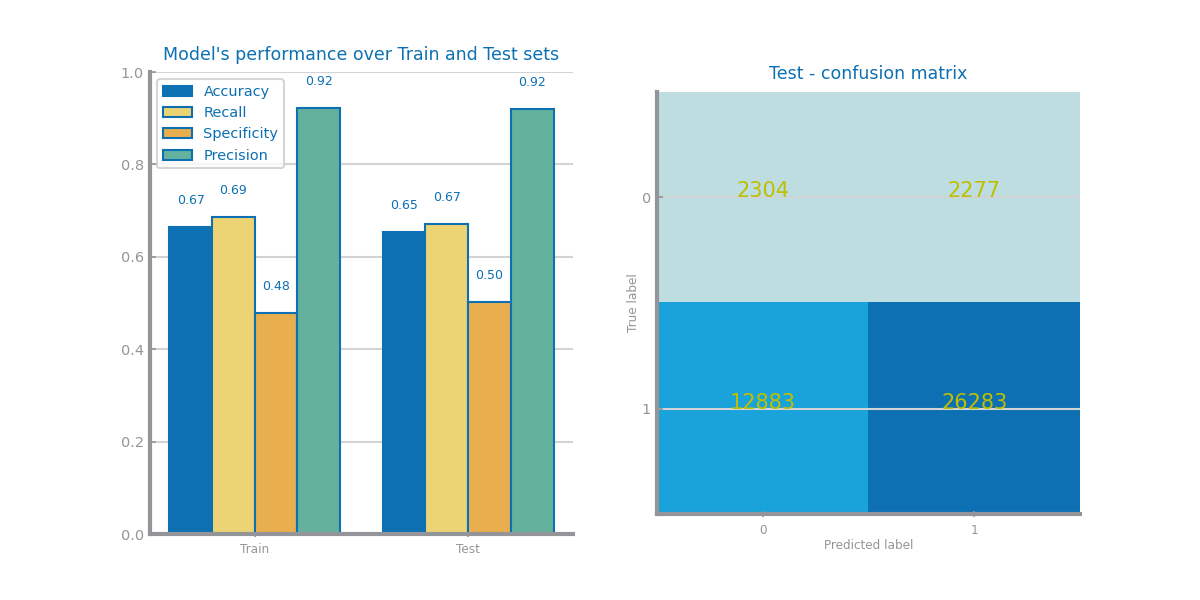 Model's performance over Train and Test sets
1.0
0.8
0.6
0.4
0.2
0.0
Accuracy
Recall
Specificity
Precision
0.67
0.69
0.48
0.92
0.65
0.67
0.50
0.92
Train
Test
Test - confusion matrix
True label
0
1
2304
2277
12883
26283
0
1
Predicted label